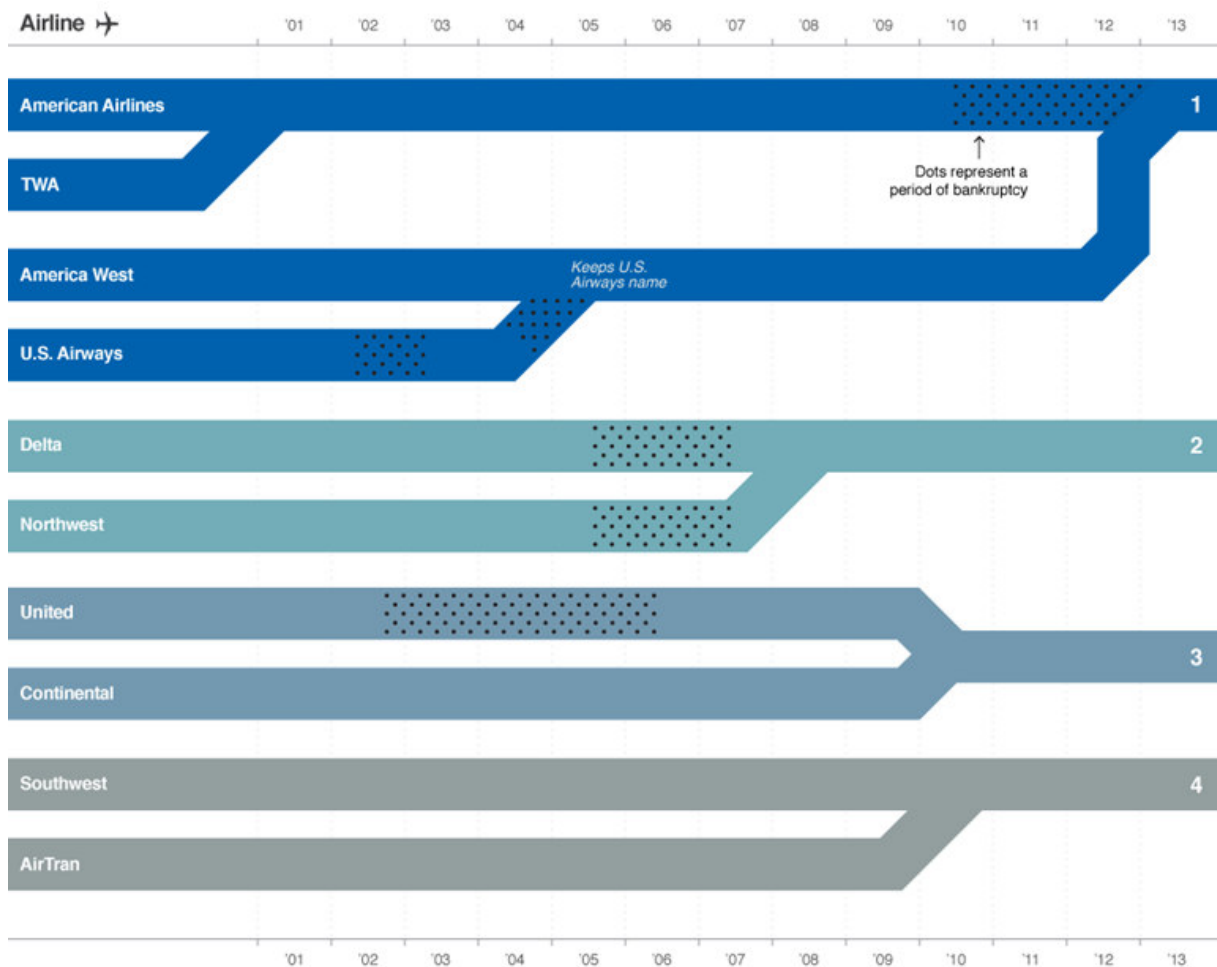 Airline '01 '02 '03 '04 '05 '06 '07 '08 '09 '10 '11 '12 '13
American Airlines 1
Dots represent a
period of bankruptcy
TWA
America West
Keeps U.S.
Airways name
U.S. Airways
Delta 2
Northwest
United
3
Continental
Southwest 4
AirTran
'01 '02 '03 '04 '05 '06 '07 '08 '09 '10 '11 '12 '13